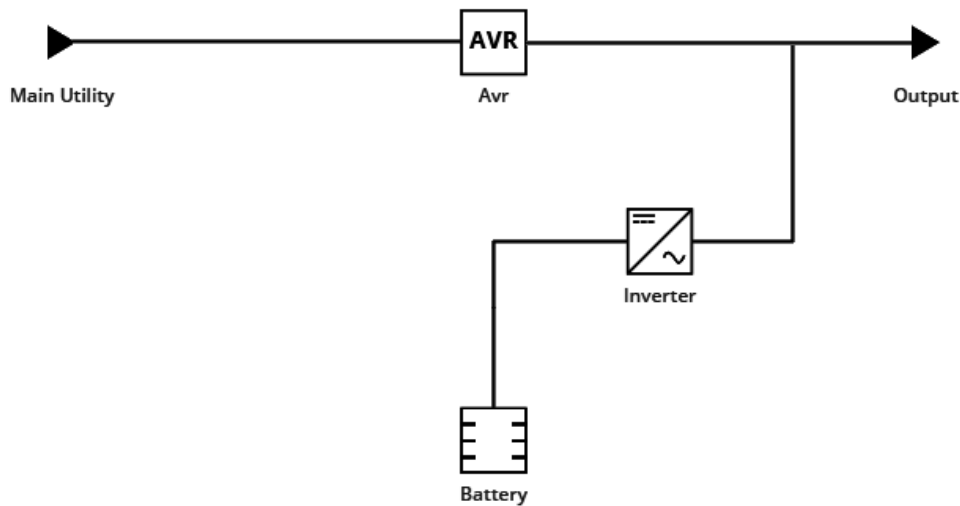 AVR
Main Utility
Avr
Output
Inverter
Battery